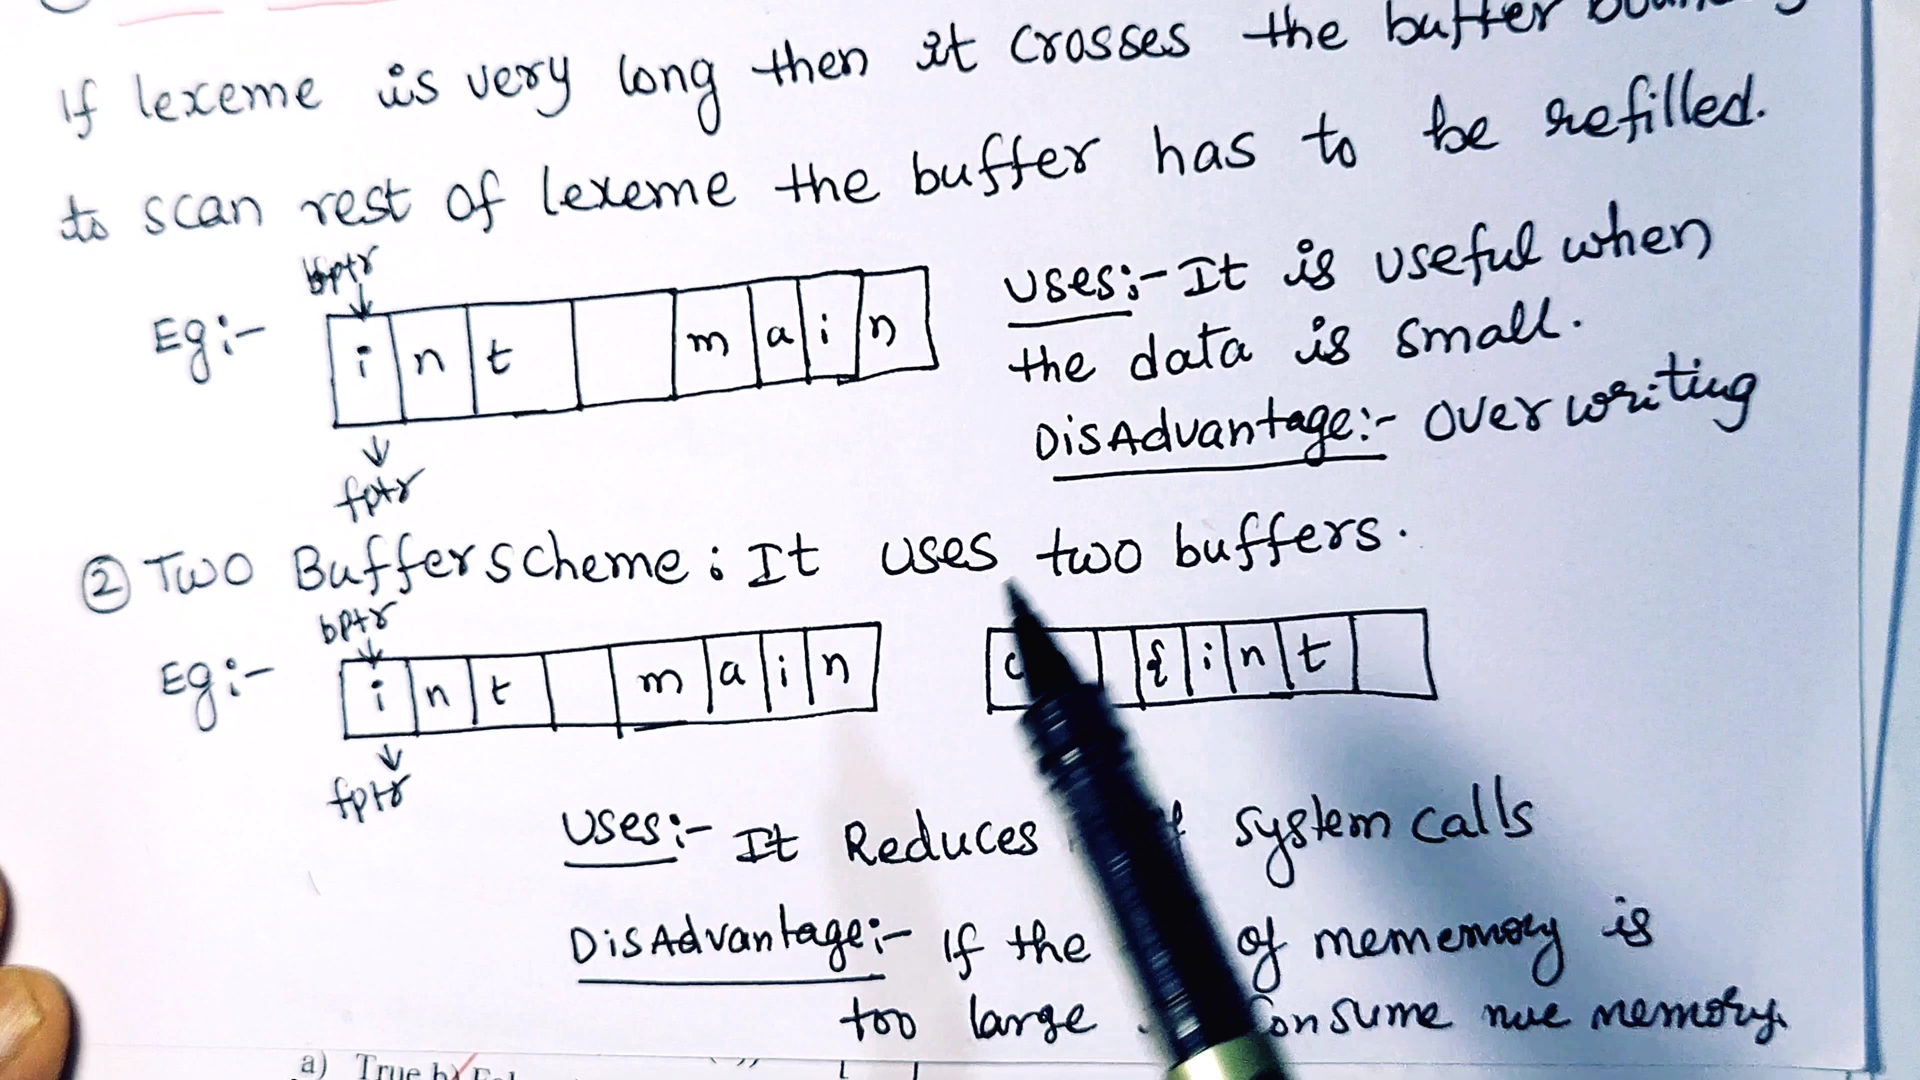 If lexeme is very long then it crosses the buffer
to scan rest of lexeme the buffer has to be refilled.
bptr
Eg:- i n t m a i n
fptr
Uses:- It is useful when
the data is small.
DisAdvantage:- Over writing
② Two Buffer Scheme: It uses two buffers.
bptr
Eg:- i n t m a i n { i n t
fptr
Uses:- It Reduces system calls
DisAdvantage:- If the of mememory is
too large onsume memory.
a) True b)